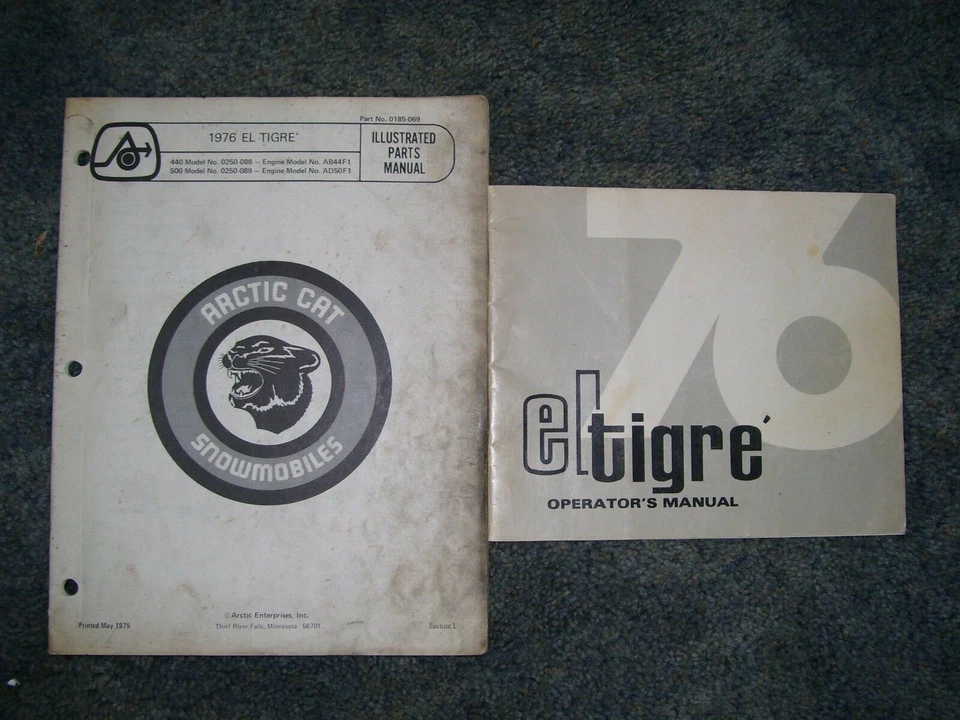 Part No. 0185-069
1976 EL TIGRE'
440 Model No. 0250-088 – Engine Model No. AB44F1
500 Model No. 0250-089 – Engine Model No. AD50F1
ILLUSTRATED
PARTS
MANUAL
ARCTIC CAT
SNOWMOBILES
© Arctic Enterprises, Inc.
Thief River Falls, Minnesota 56701
Printed May 1975
Section 1
76
el tigré
OPERATOR'S MANUAL